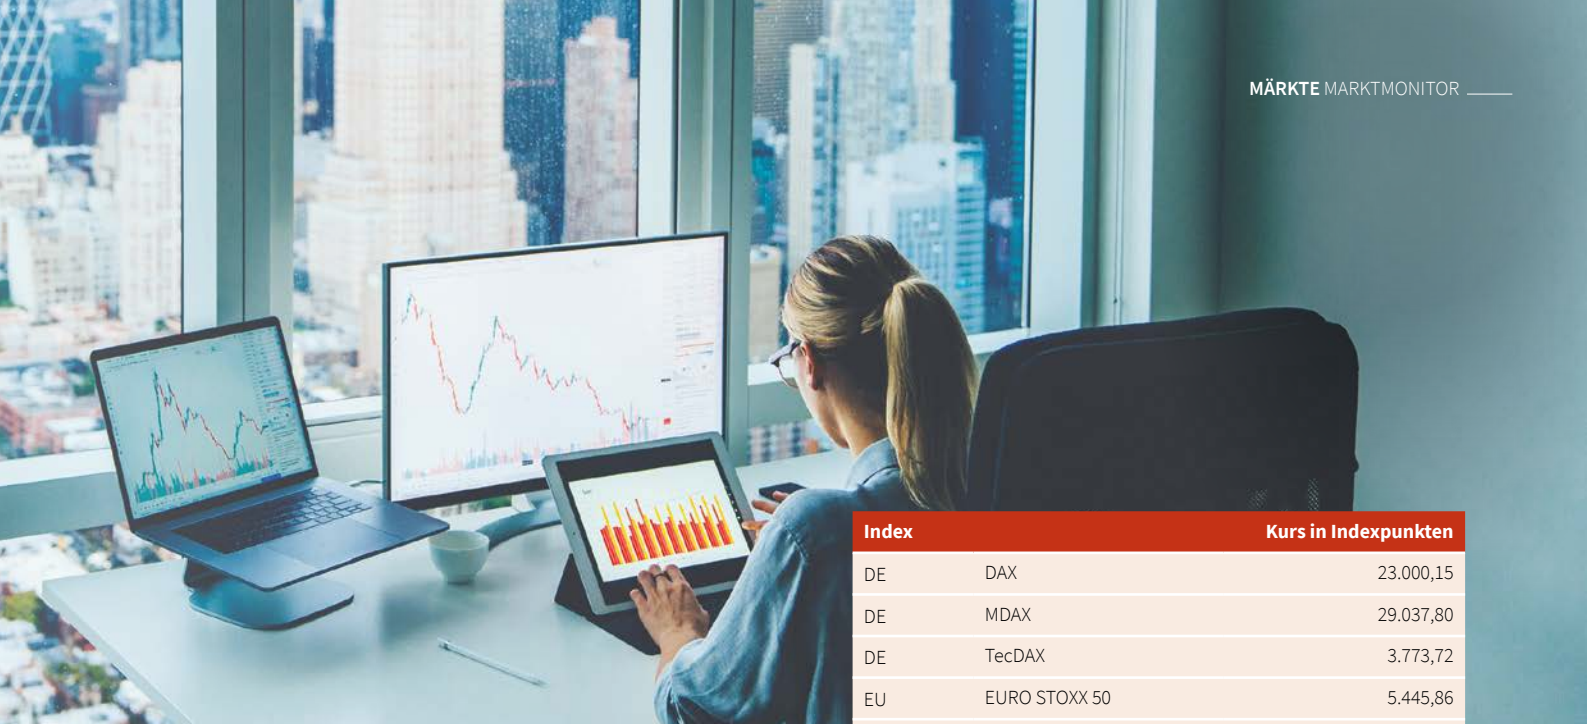 MÄRKTE MARKTMONITOR
Index Kurs in Indexpunkten
DE DAX 23.000,15
DE MDAX 29.037,80
DE TecDAX 3.773,72
EU EURO STOXX 50 5.445,86